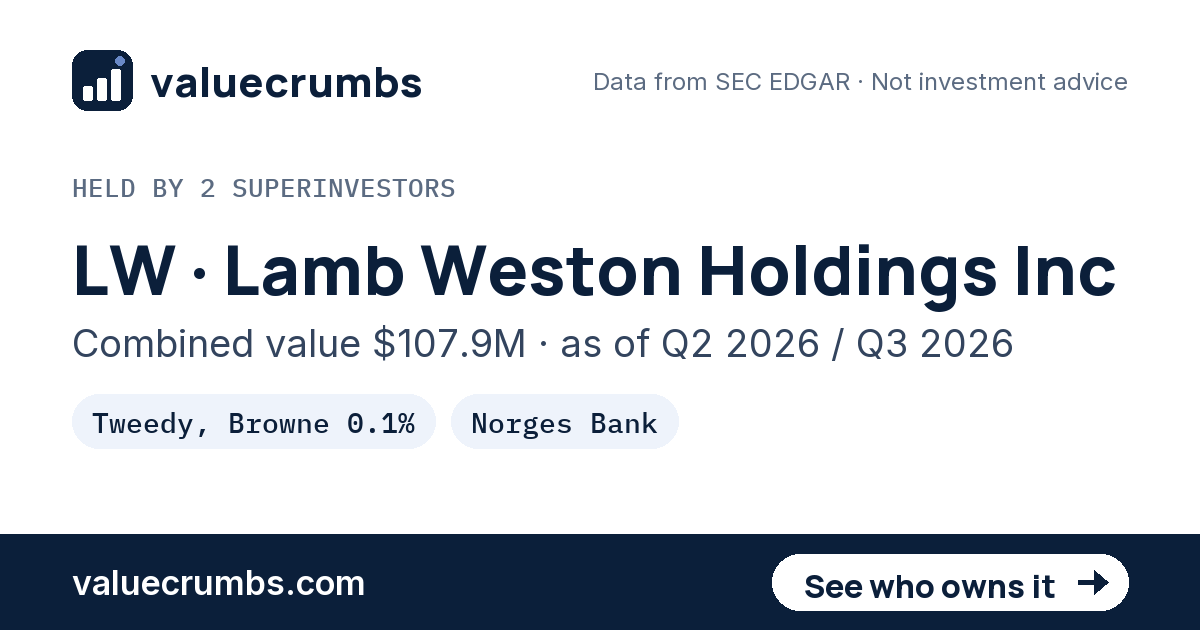 valuecrumbs
Data from SEC EDGAR · Not investment advice
HELD BY 2 SUPERINVESTORS
LW · Lamb Weston Holdings Inc
Combined value $107.9M · as of Q2 2026 / Q3 2026
Tweedy, Browne 0.1%
Norges Bank
valuecrumbs.com
See who owns it →